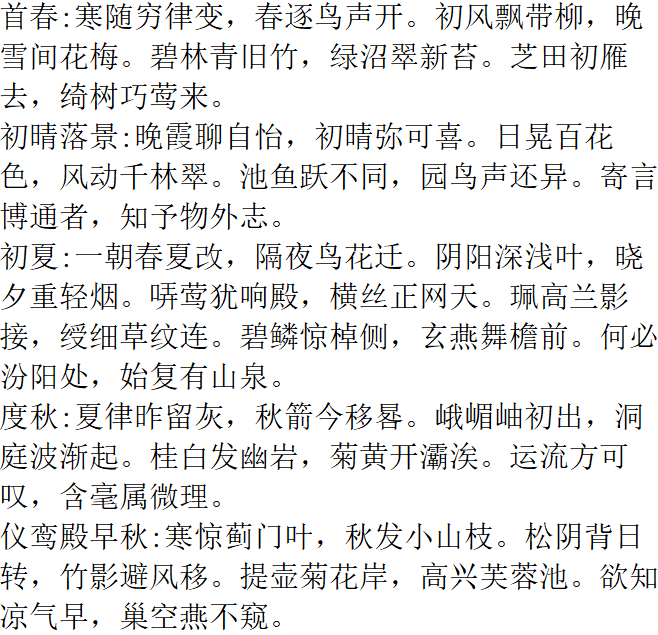 首春:寒随穷律变，春逐鸟声开。初风飘带柳，晚
雪间花梅。碧林青旧竹，绿沼翠新苔。芝田初雁
去，绮树巧莺来。
初晴落景:晚霞聊自怡，初晴弥可喜。日晃百花
色，风动千林翠。池鱼跃不同，园鸟声还异。寄言
博通者，知予物外志。
初夏:一朝春夏改，隔夜鸟花迁。阴阳深浅叶，晓
夕重轻烟。哢莺犹响殿，横丝正网天。珮高兰影
接，绶细草纹连。碧鳞惊棹侧，玄燕舞檐前。何必
汾阳处，始复有山泉。
度秋:夏律昨留灰，秋箭今移晷。峨嵋岫初出，洞
庭波渐起。桂白发幽岩，菊黄开灞涘。运流方可
叹，含毫属微理。
仪鸾殿早秋:寒惊蓟门叶，秋发小山枝。松阴背日
转，竹影避风移。提壶菊花岸，高兴芙蓉池。欲知
凉气早，巢空燕不窥。